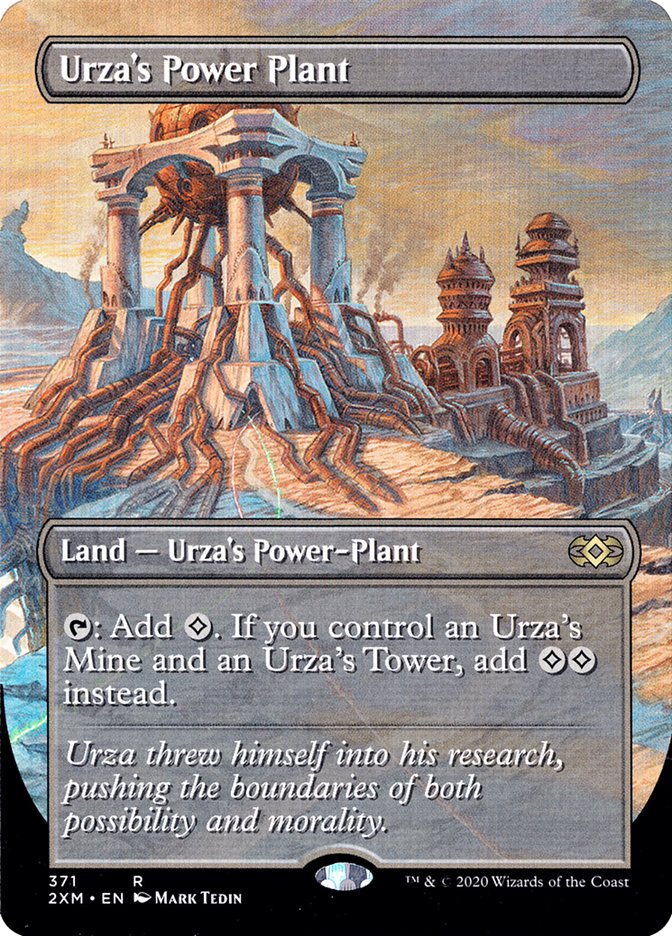 Urza's Power Plant
Land — Urza's Power-Plant
: Add . If you control an Urza's
Mine and an Urza's Tower, add
instead.
Urza threw himself into his research,
pushing the boundaries of both
possibility and morality.
371 R
2XM • EN Mark Tedin
™ & © 2020 Wizards of the Coast